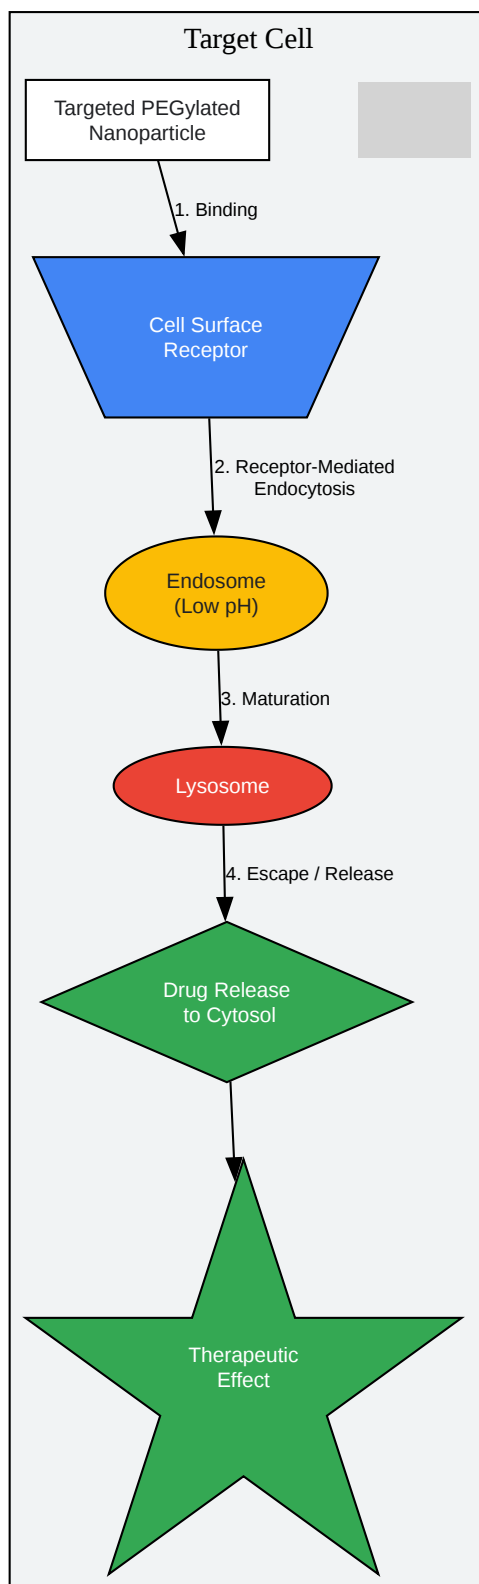 Target Cell
Targeted PEGylated
Nanoparticle
1. Binding
Cell Surface
Receptor
2. Receptor-Mediated
Endocytosis
Endosome
(Low pH)
3. Maturation
Lysosome
4. Escape / Release
Drug Release
to Cytosol
Therapeutic
Effect